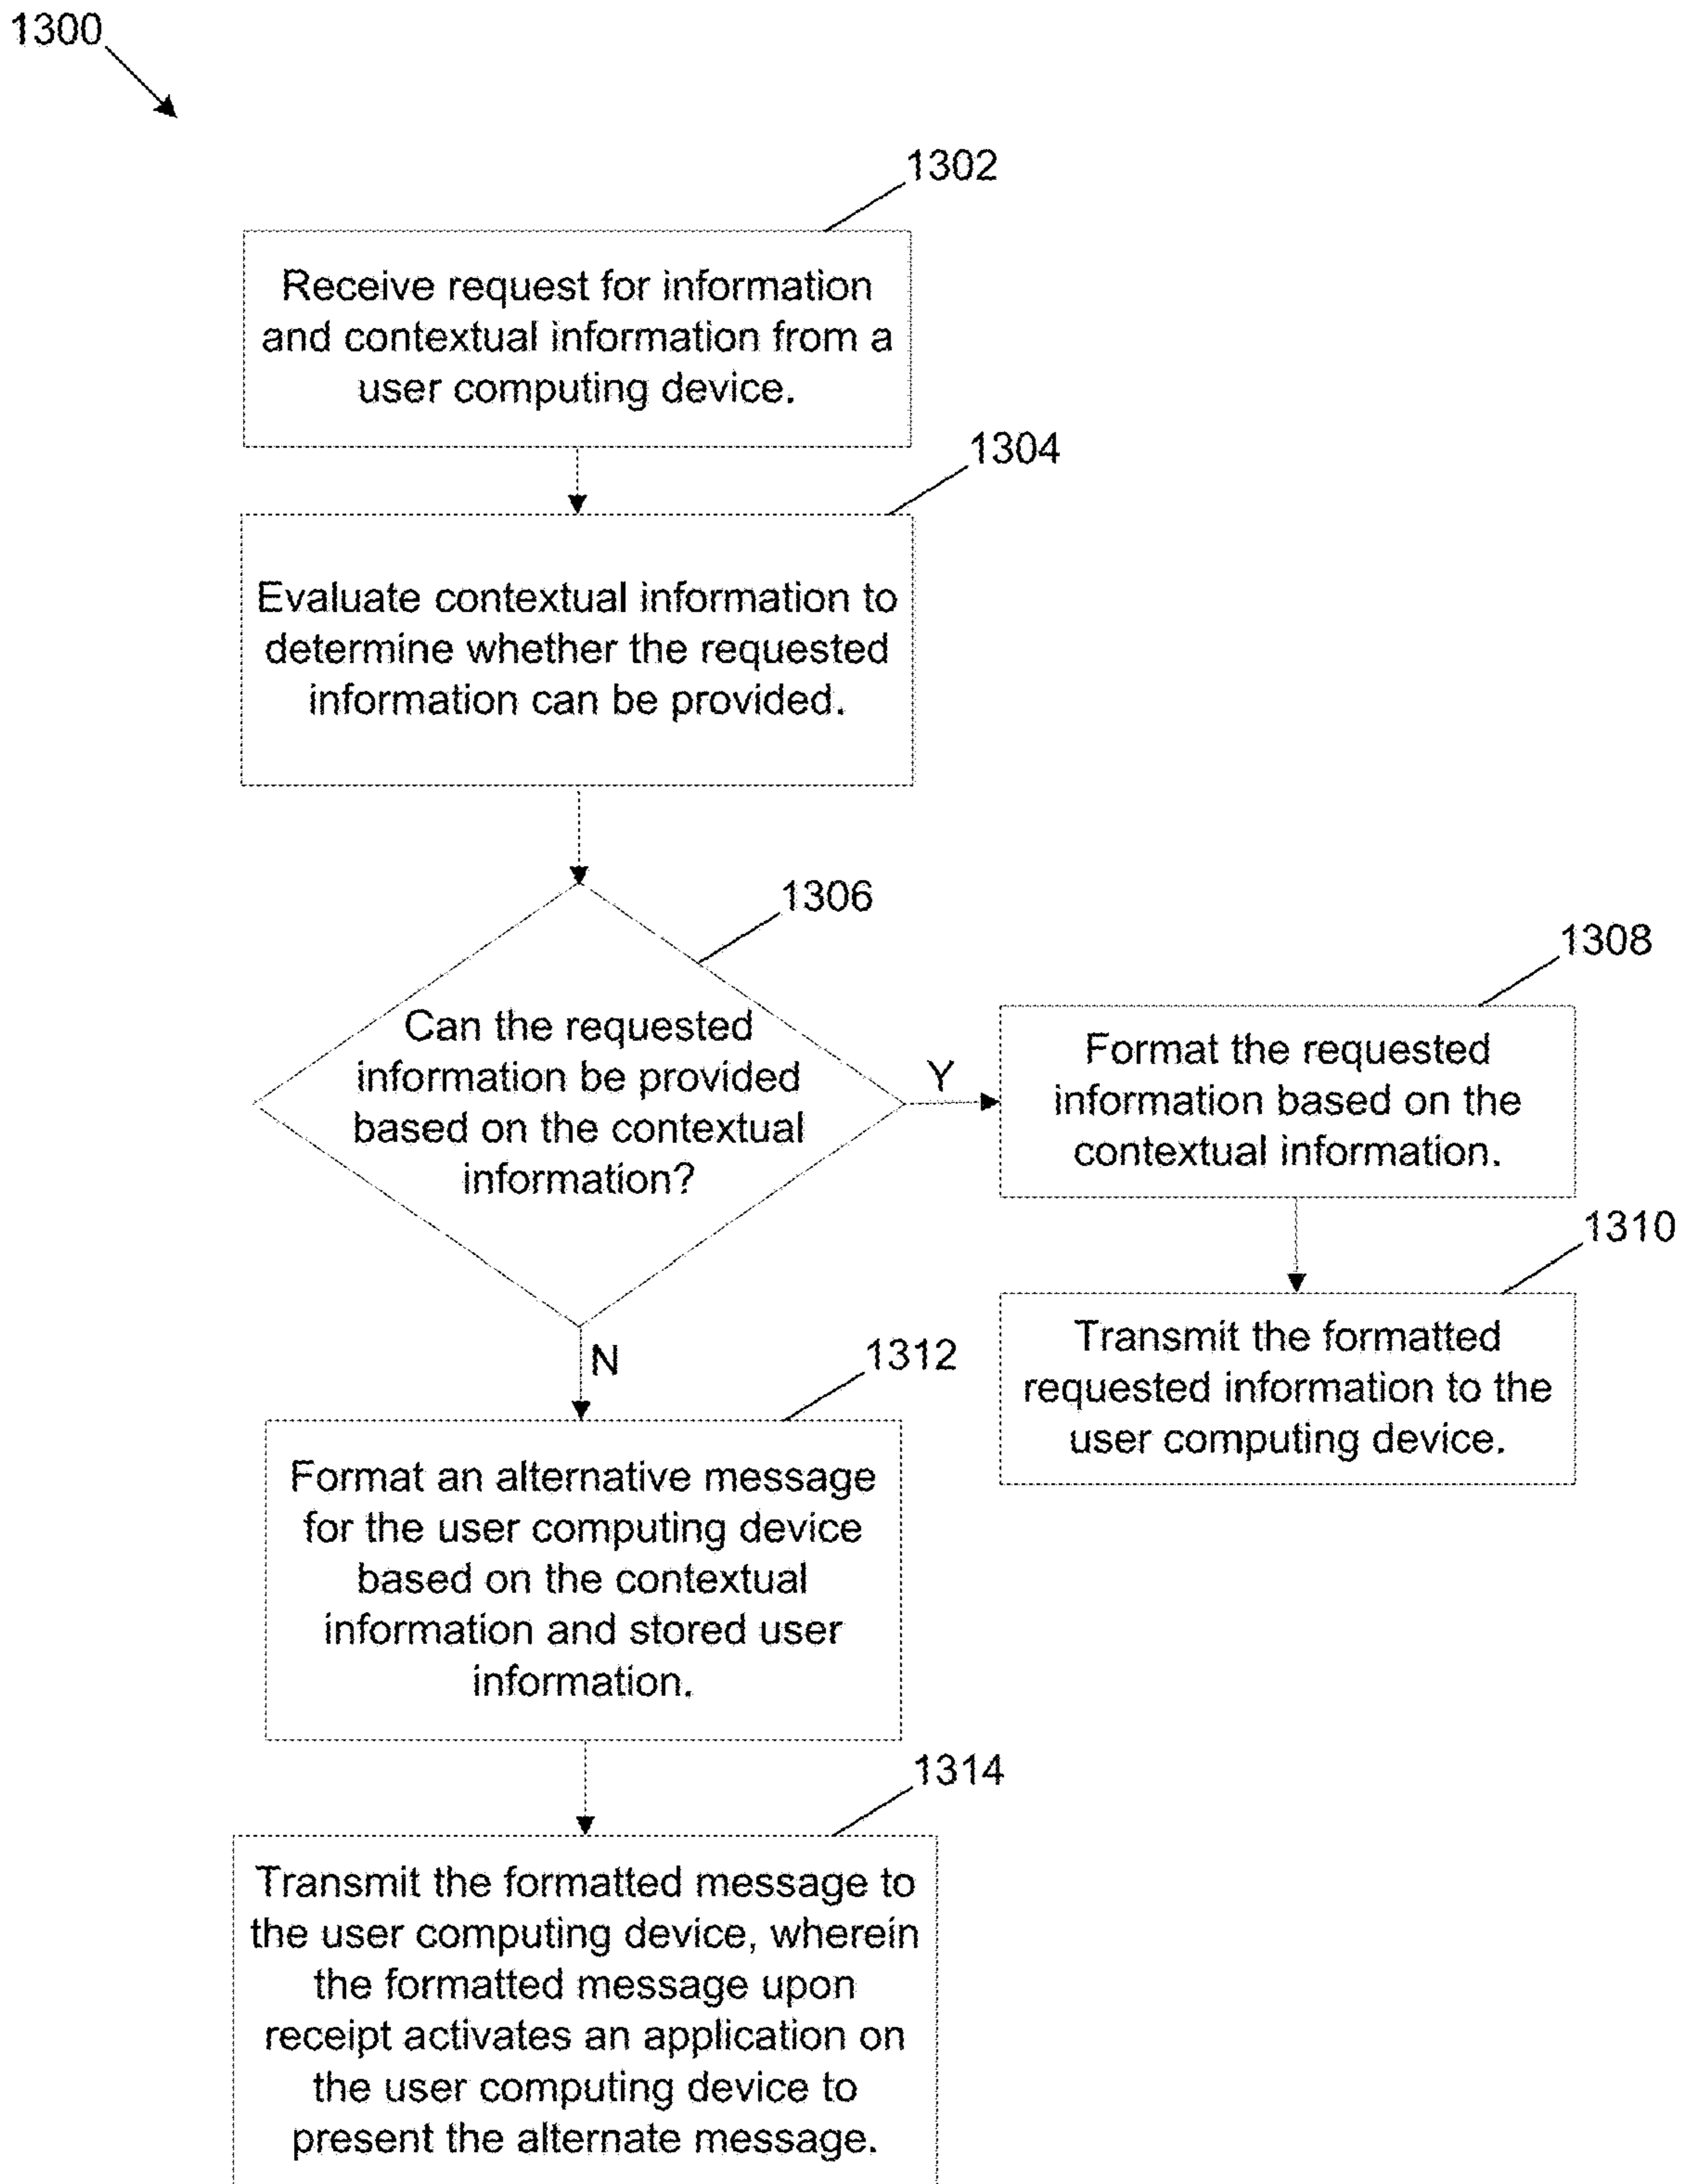 1300
1302
Receive request for information
and contextual information from a
user computing device.
1304
Evaluate contextual information to
determine whether the requested
information can be provided.
1306
Can the requested
information be provided
based on the contextual
information?
Y
1308
Format the requested
information based on the
contextual information.
1310
Transmit the formatted
requested information to the
user computing device.
N
1312
Format an alternative message
for the user computing device
based on the contextual
information and stored user
information.
1314
Transmit the formatted message to
the user computing device, wherein
the formatted message upon
receipt activates an application on
the user computing device to
present the alternate message.